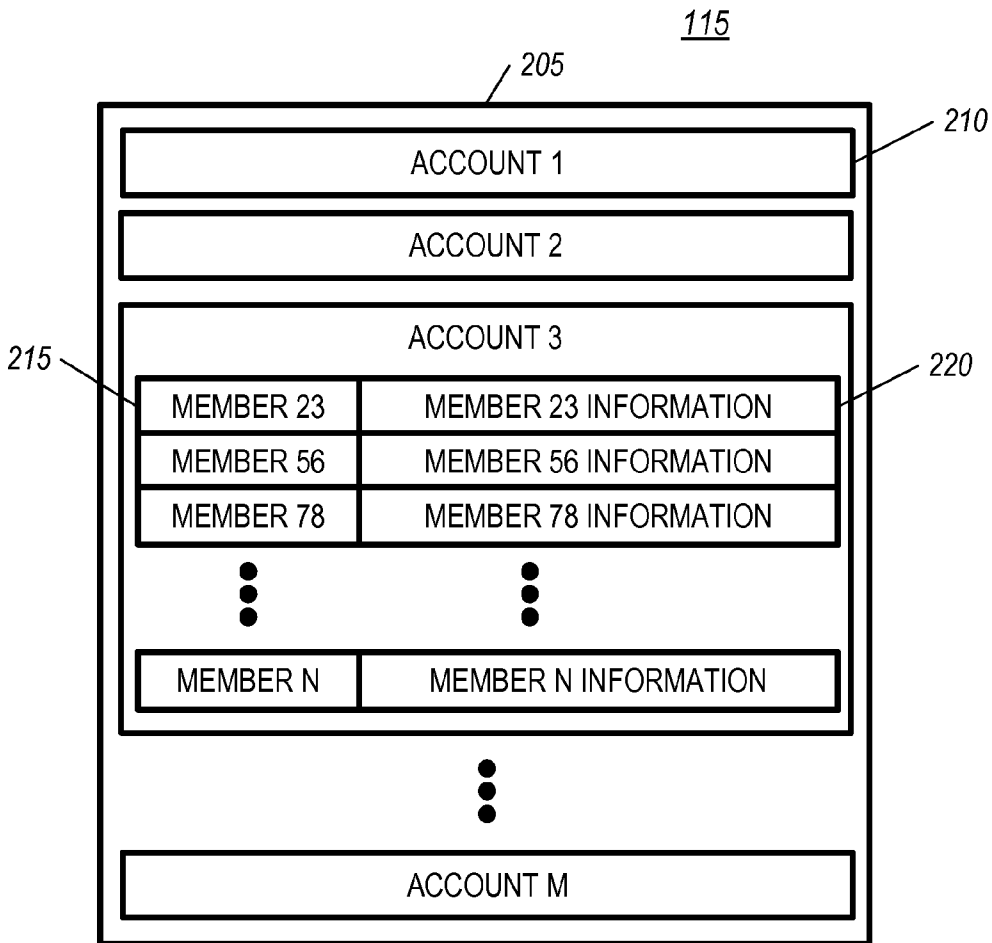 115
205
210
ACCOUNT 1
ACCOUNT 2
ACCOUNT 3
215
220
MEMBER 23 MEMBER 23 INFORMATION
MEMBER 56 MEMBER 56 INFORMATION
MEMBER 78 MEMBER 78 INFORMATION
MEMBER N MEMBER N INFORMATION
ACCOUNT M